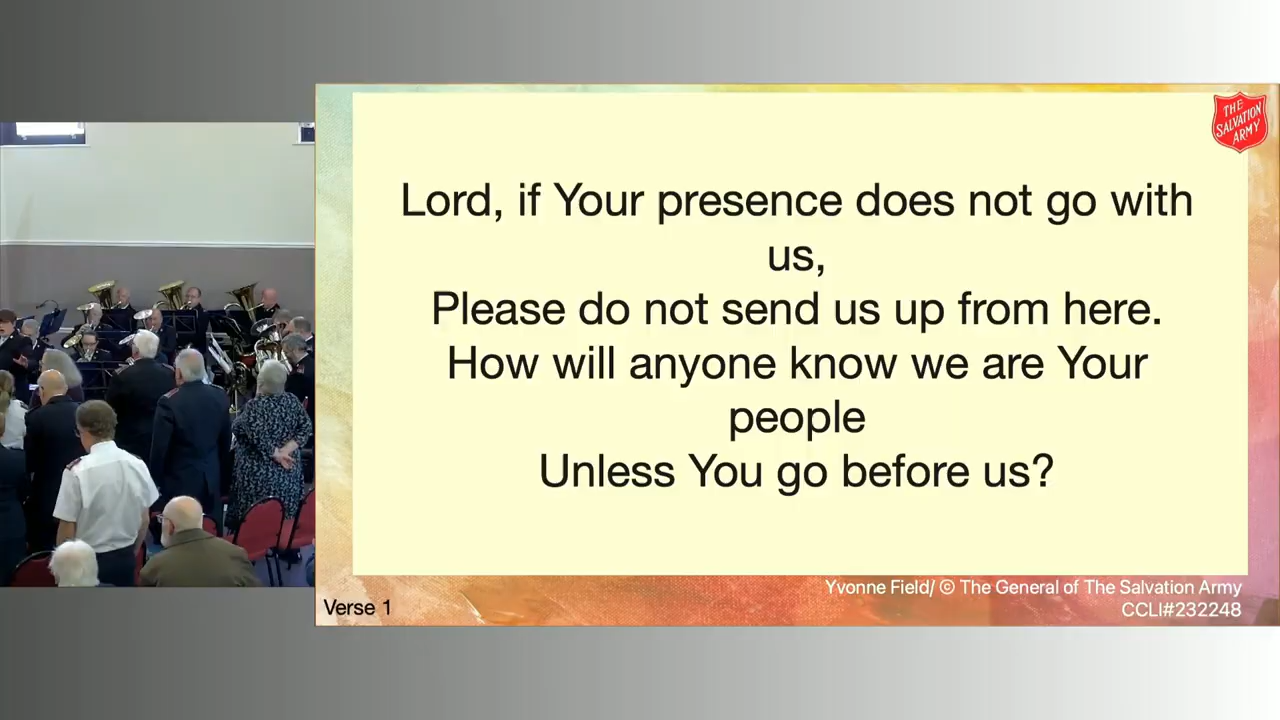 THE
SALVATION
ARMY
Lord, if Your presence does not go with
us,
Please do not send us up from here.
How will anyone know we are Your
people
Unless You go before us?
Yvonne Field/ © The General of The Salvation Army
Verse 1
CCLI#232248